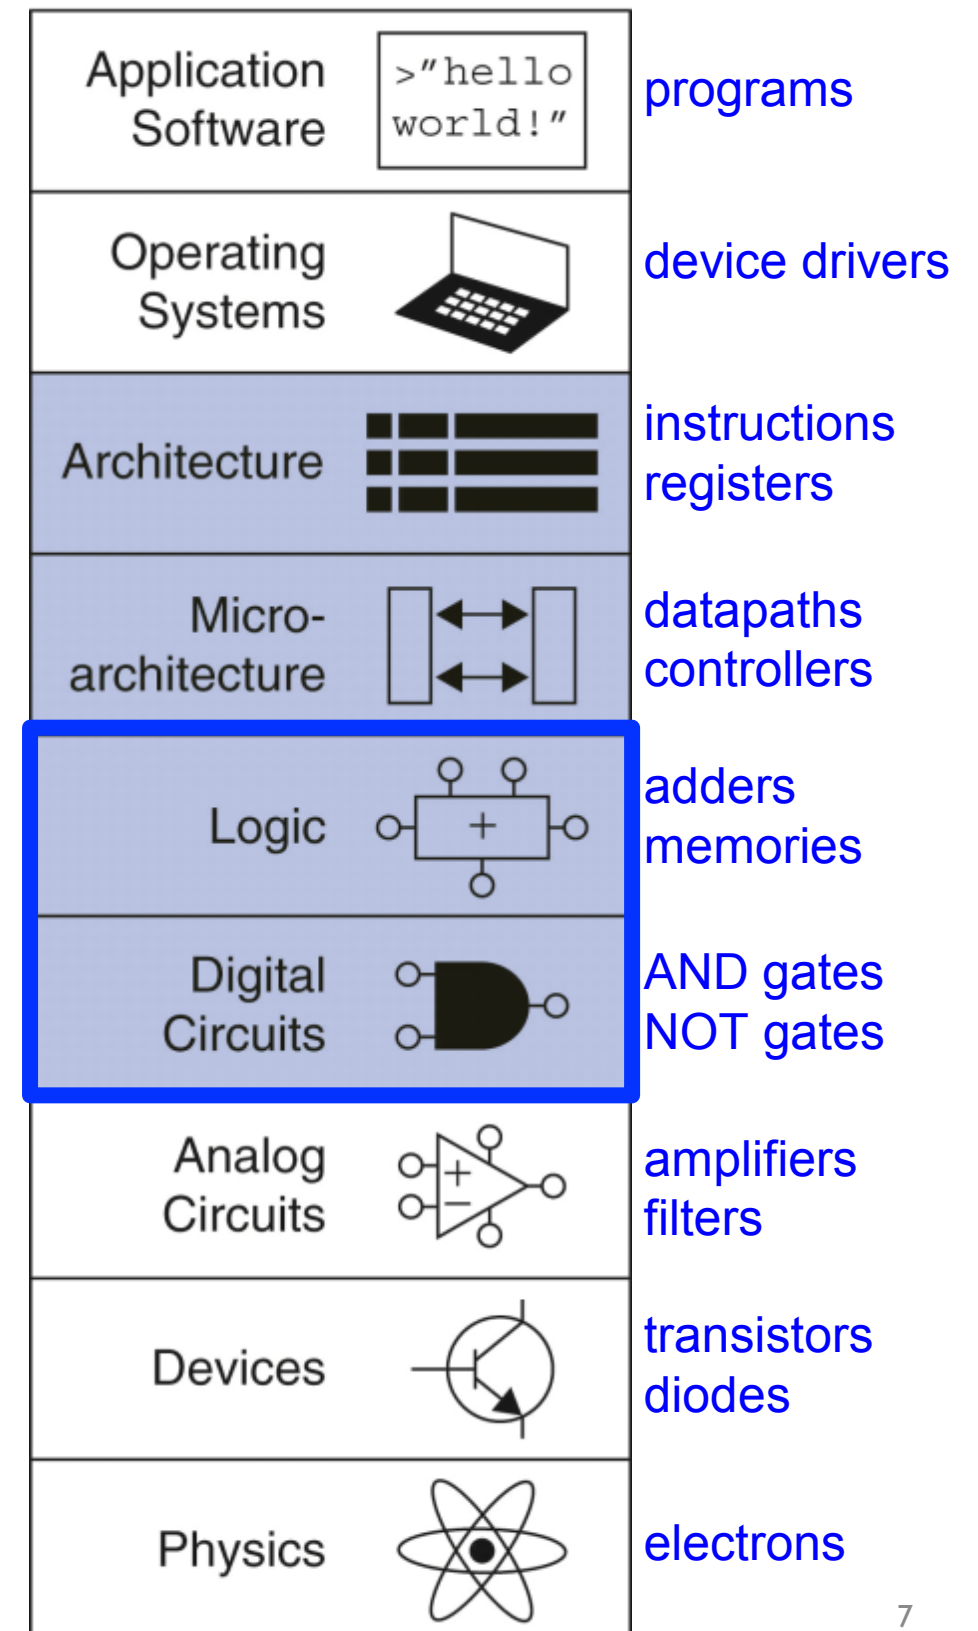 Application
Software
>"hello
world!"
programs
Operating
Systems
device drivers
Architecture
instructions
registers
Micro-
architecture
datapaths
controllers
Logic
+
adders
memories
Digital
Circuits
AND gates
NOT gates
Analog
Circuits
+
−
amplifiers
filters
Devices
transistors
diodes
Physics
electrons
7